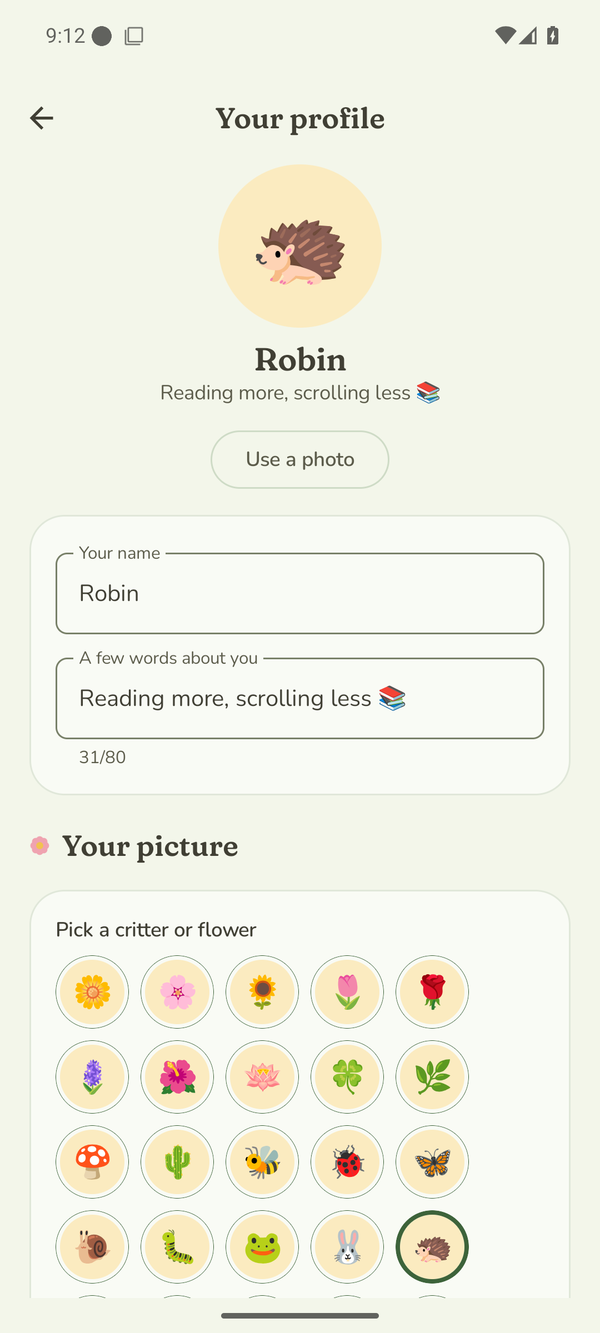 9:12
Your profile
Robin
Reading more, scrolling less 📚
Use a photo
Your name
Robin
A few words about you
Reading more, scrolling less 📚
31/80
Your picture
Pick a critter or flower